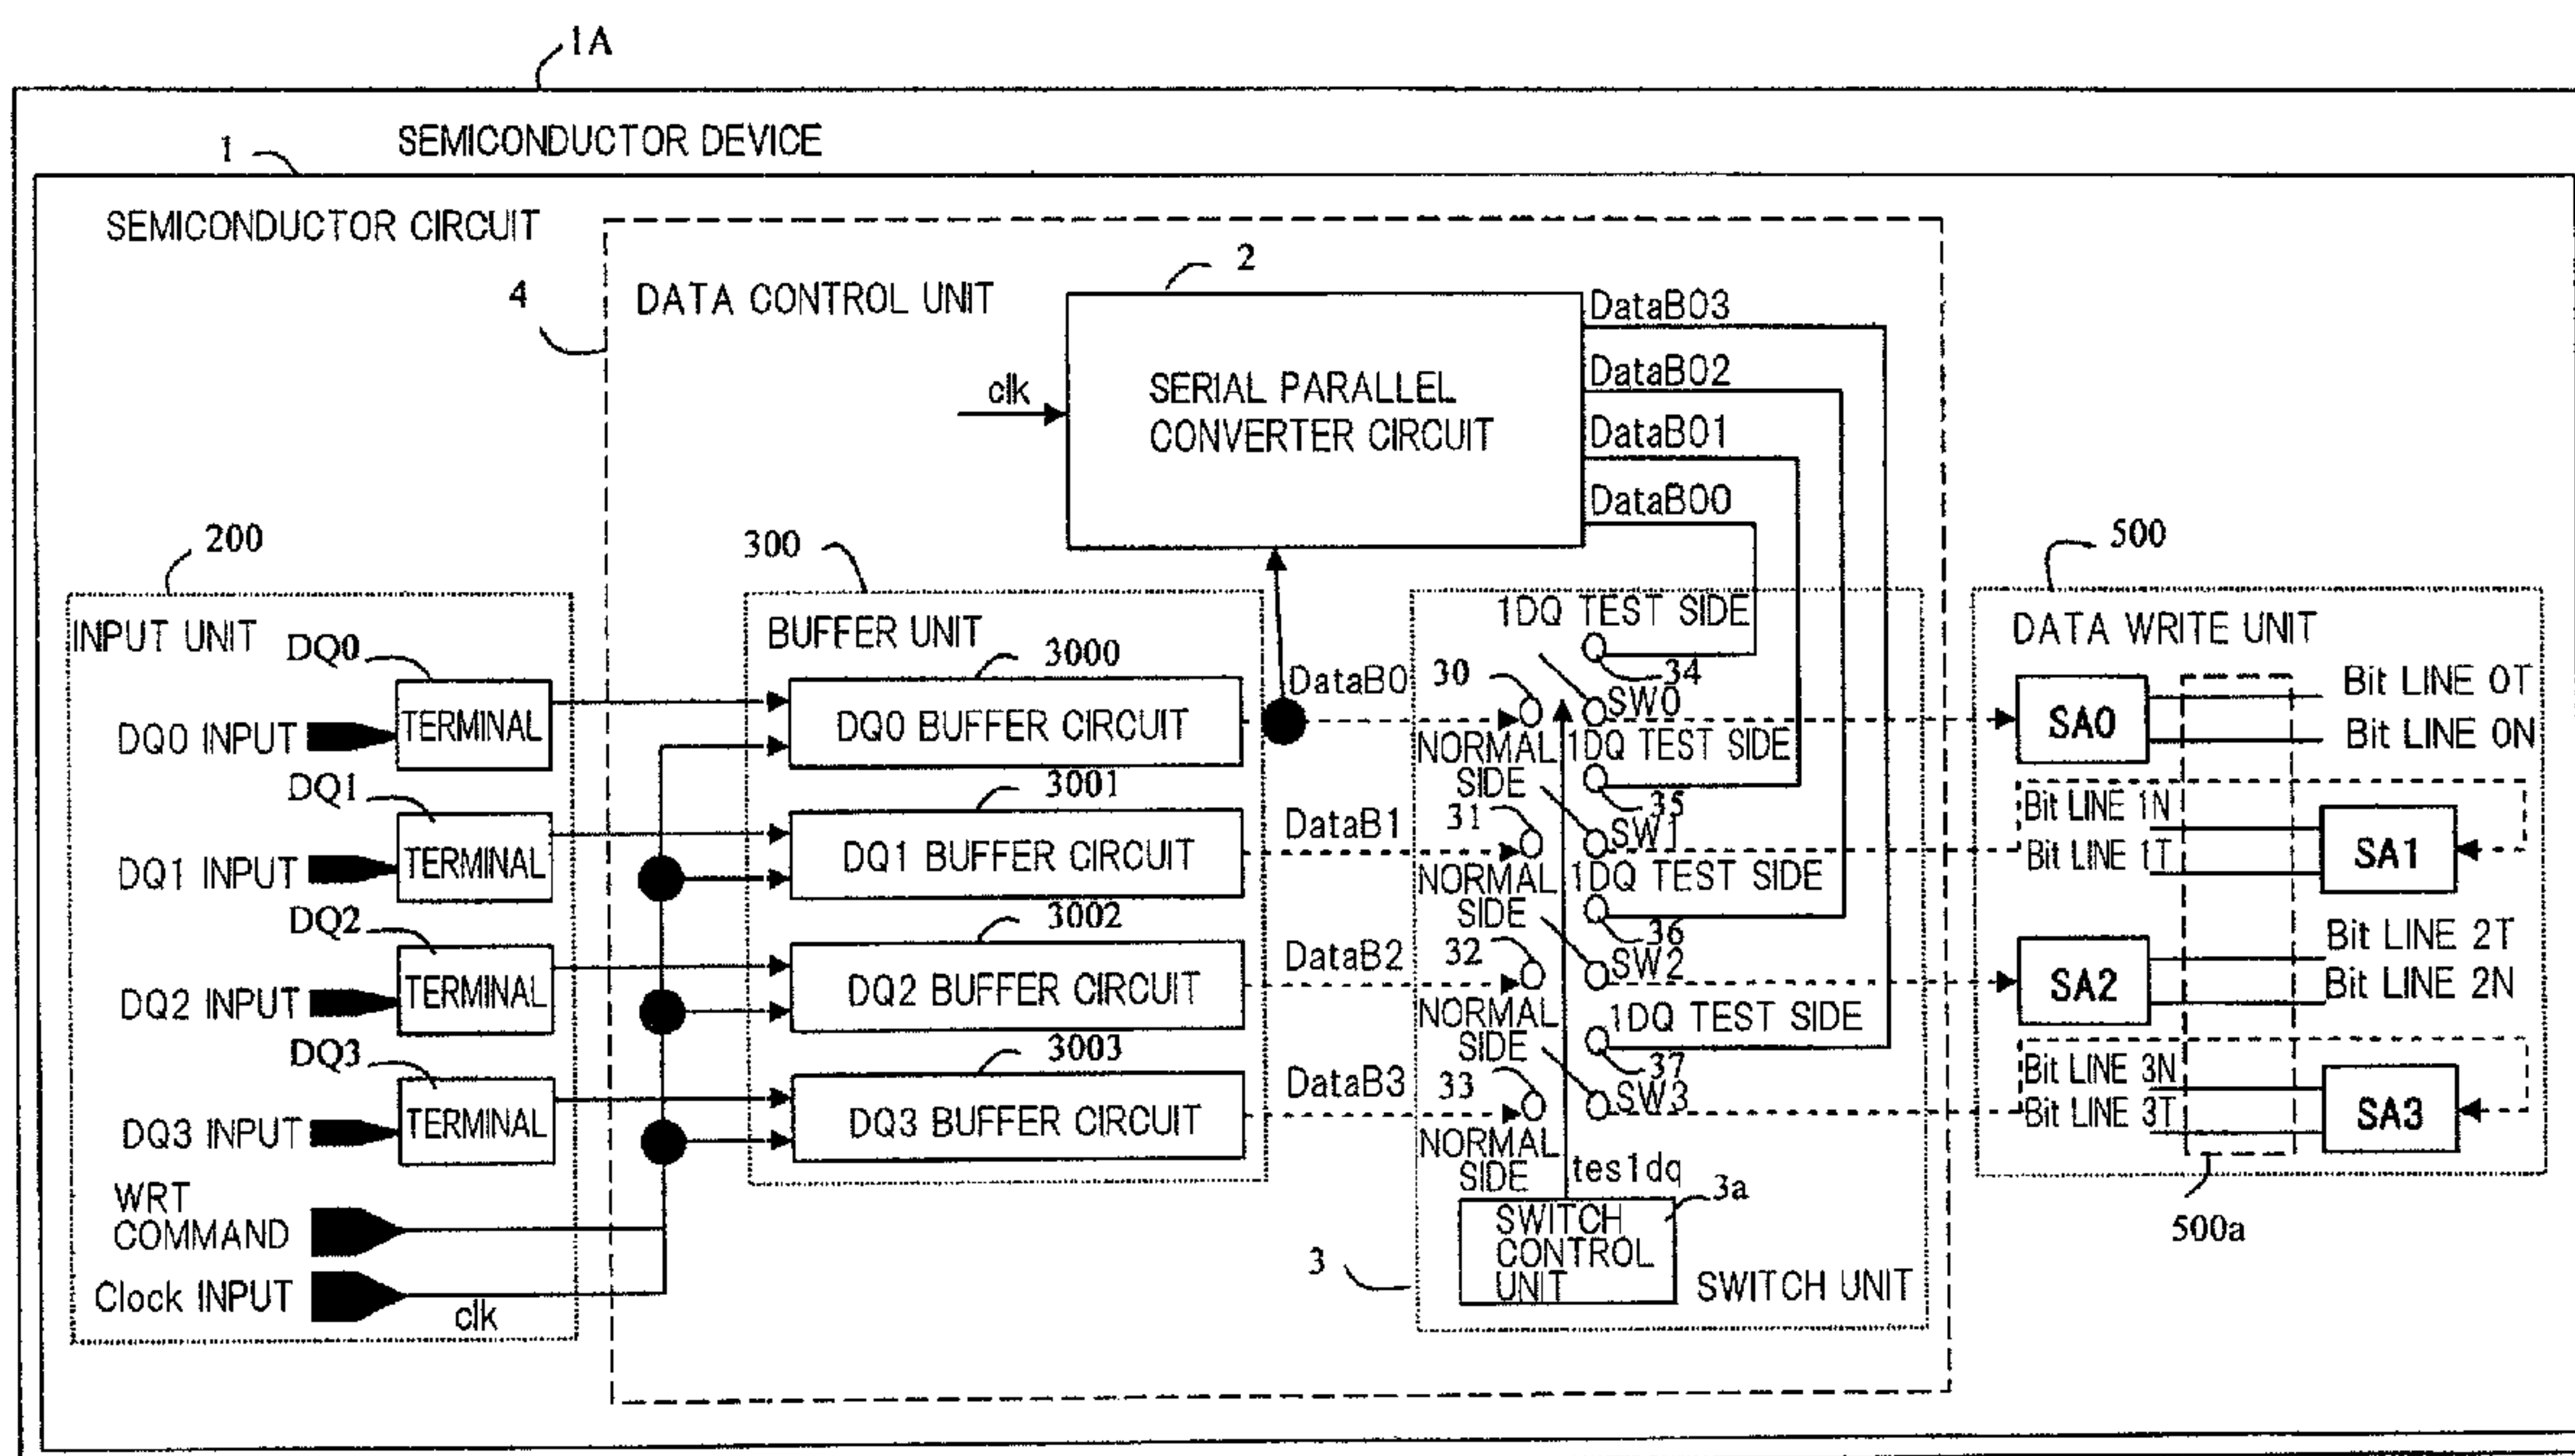 1A
SEMICONDUCTOR DEVICE
1
SEMICONDUCTOR CIRCUIT
4
DATA CONTROL UNIT
2
SERIAL PARALLEL
CONVERTER CIRCUIT
clk
DataB03
DataB02
DataB01
DataB00
200
INPUT UNIT
DQ0
DQ0 INPUT
TERMINAL
DQ1
DQ1 INPUT
TERMINAL
DQ2
DQ2 INPUT
TERMINAL
DQ3
DQ3 INPUT
TERMINAL
WRT
COMMAND
Clock INPUT
clk
300
BUFFER UNIT
3000
DQ0 BUFFER CIRCUIT
3001
DQ1 BUFFER CIRCUIT
3002
DQ2 BUFFER CIRCUIT
3003
DQ3 BUFFER CIRCUIT
DataB0
DataB1
DataB2
DataB3
1DQ TEST SIDE
30
34
SW0
NORMAL
SIDE
1DQ TEST SIDE
31
35
SW1
NORMAL
SIDE
1DQ TEST SIDE
32
36
SW2
NORMAL
SIDE
1DQ TEST SIDE
33
37
SW3
NORMAL
SIDE
tes1dq
3a
SWITCH
CONTROL
UNIT
3
SWITCH UNIT
500
DATA WRITE UNIT
SA0
Bit LINE 0T
Bit LINE 0N
Bit LINE 1N
Bit LINE 1T
SA1
SA2
Bit LINE 2T
Bit LINE 2N
Bit LINE 3N
Bit LINE 3T
SA3
500a